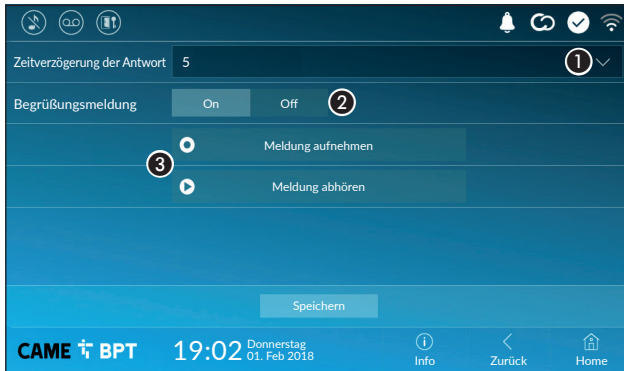 Zeitverzögerung der Antwort 5 1
Begrüßungsmeldung On Off 2
Meldung aufnehmen
3
Meldung abhören
Speichern
CAME BPT 19:02 Donnerstag
01. Feb 2018
Info Zurück Home